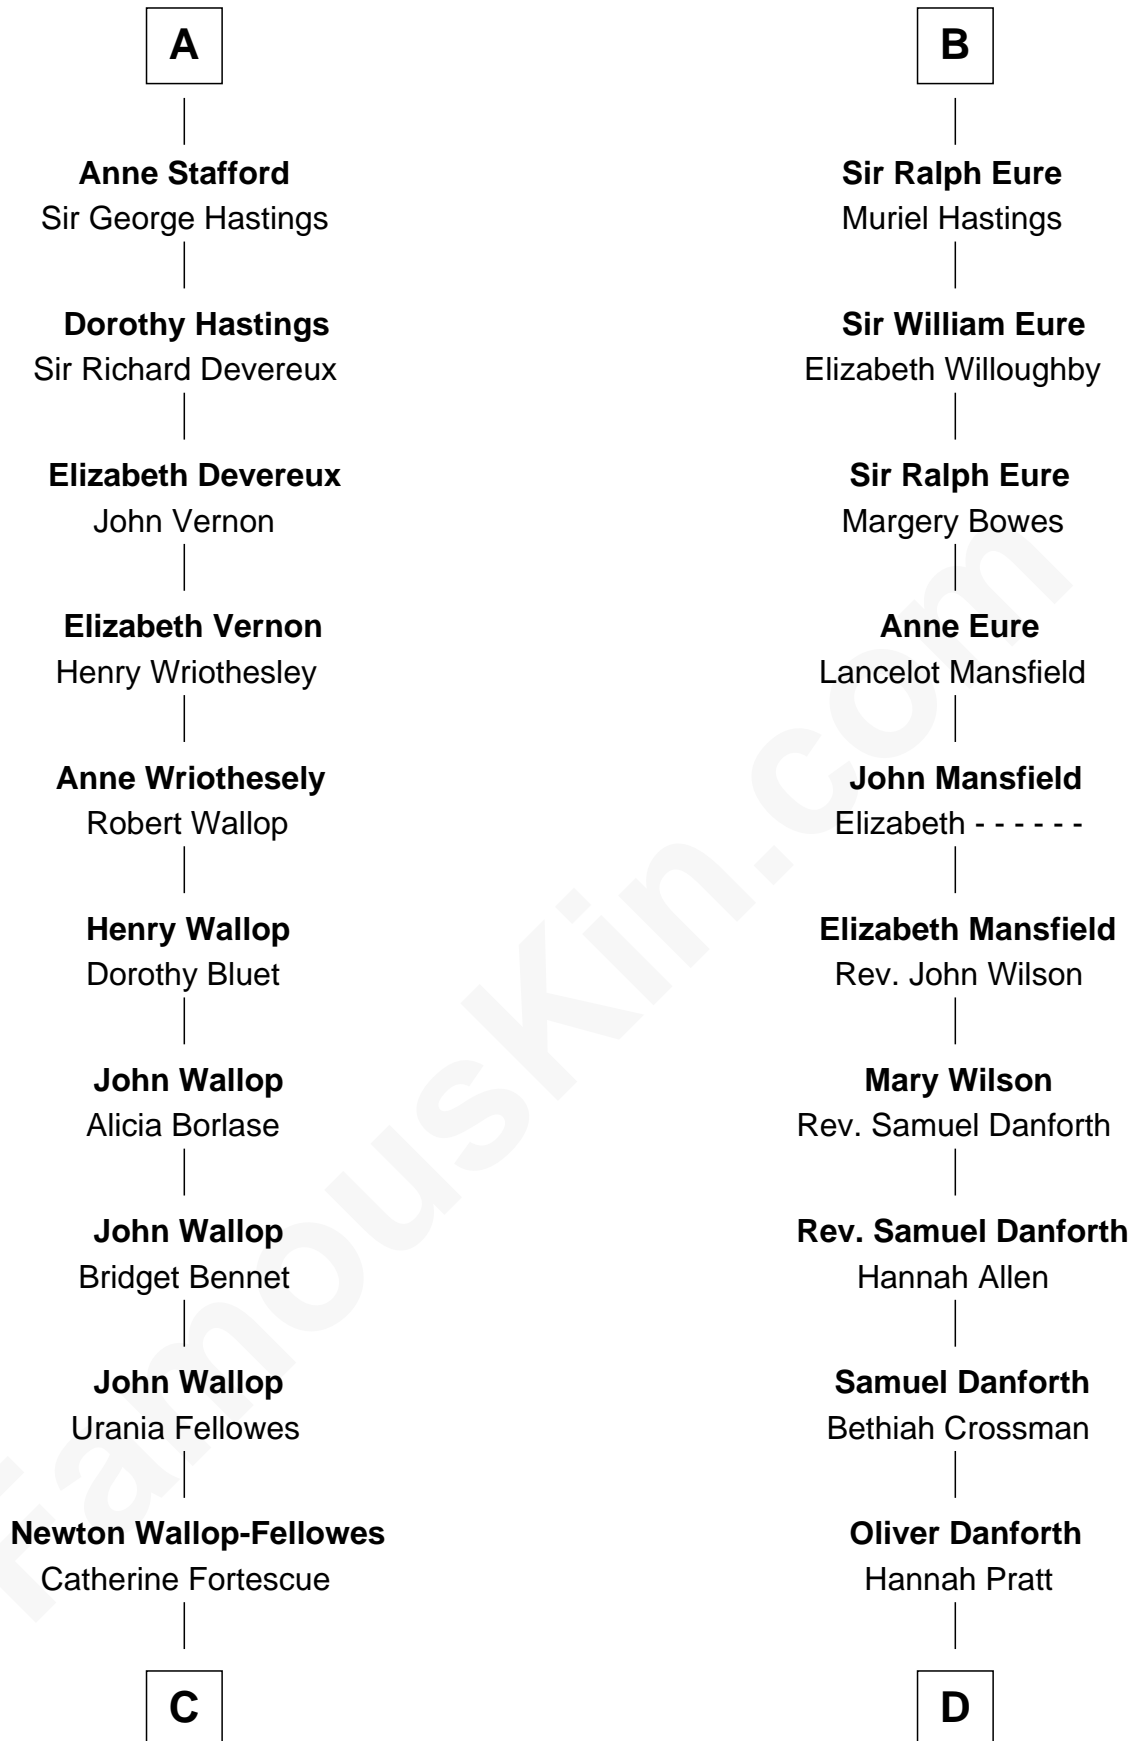 A
Anne Stafford
Sir George Hastings
Dorothy Hastings
Sir Richard Devereux
Elizabeth Devereux
John Vernon
Elizabeth Vernon
Henry Wriothesley
Anne Wriothesely
Robert Wallop
Henry Wallop
Dorothy Bluet
John Wallop
Alicia Borlase
John Wallop
Bridget Bennet
John Wallop
Urania Fellowes
Newton Wallop-Fellowes
Catherine Fortescue
C
B
Sir Ralph Eure
Muriel Hastings
Sir William Eure
Elizabeth Willoughby
Sir Ralph Eure
Margery Bowes
Anne Eure
Lancelot Mansfield
John Mansfield
Elizabeth - - - - - -
Elizabeth Mansfield
Rev. John Wilson
Mary Wilson
Rev. Samuel Danforth
Rev. Samuel Danforth
Hannah Allen
Samuel Danforth
Bethiah Crossman
Oliver Danforth
Hannah Pratt
D
FamousKin.com